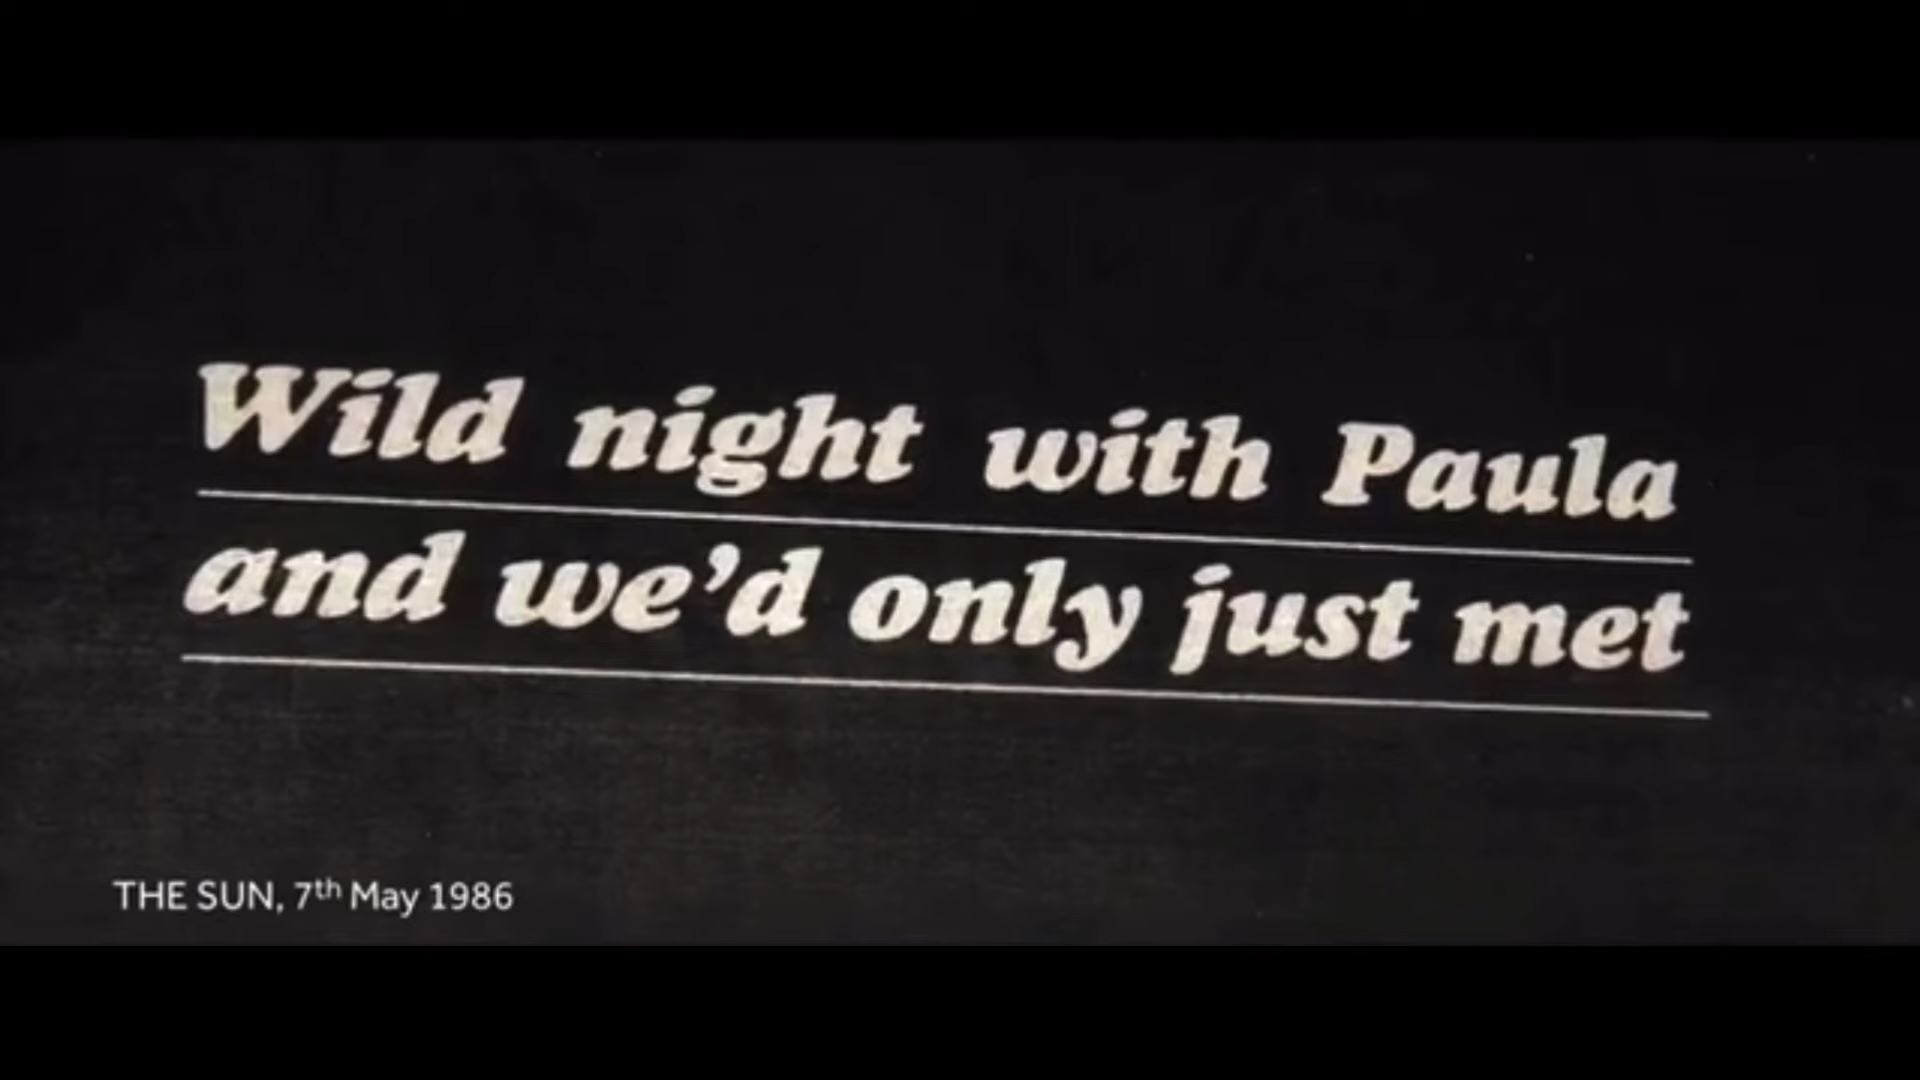 Wild night with Paula
and we'd only just met
THE SUN, 7th May 1986